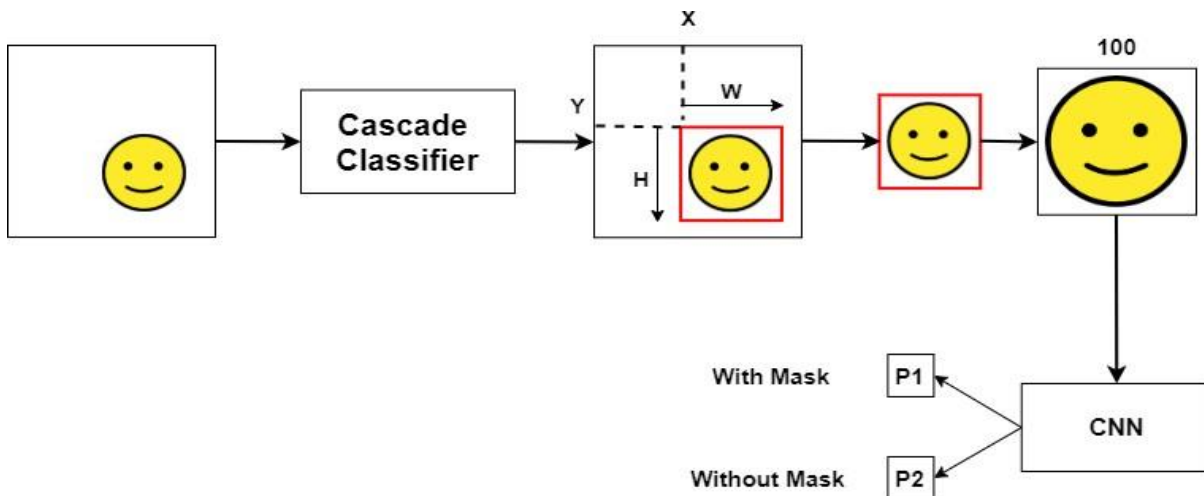 X
100
Y
W
Cascade
Classifier
H
With Mask
P1
CNN
Without Mask
P2